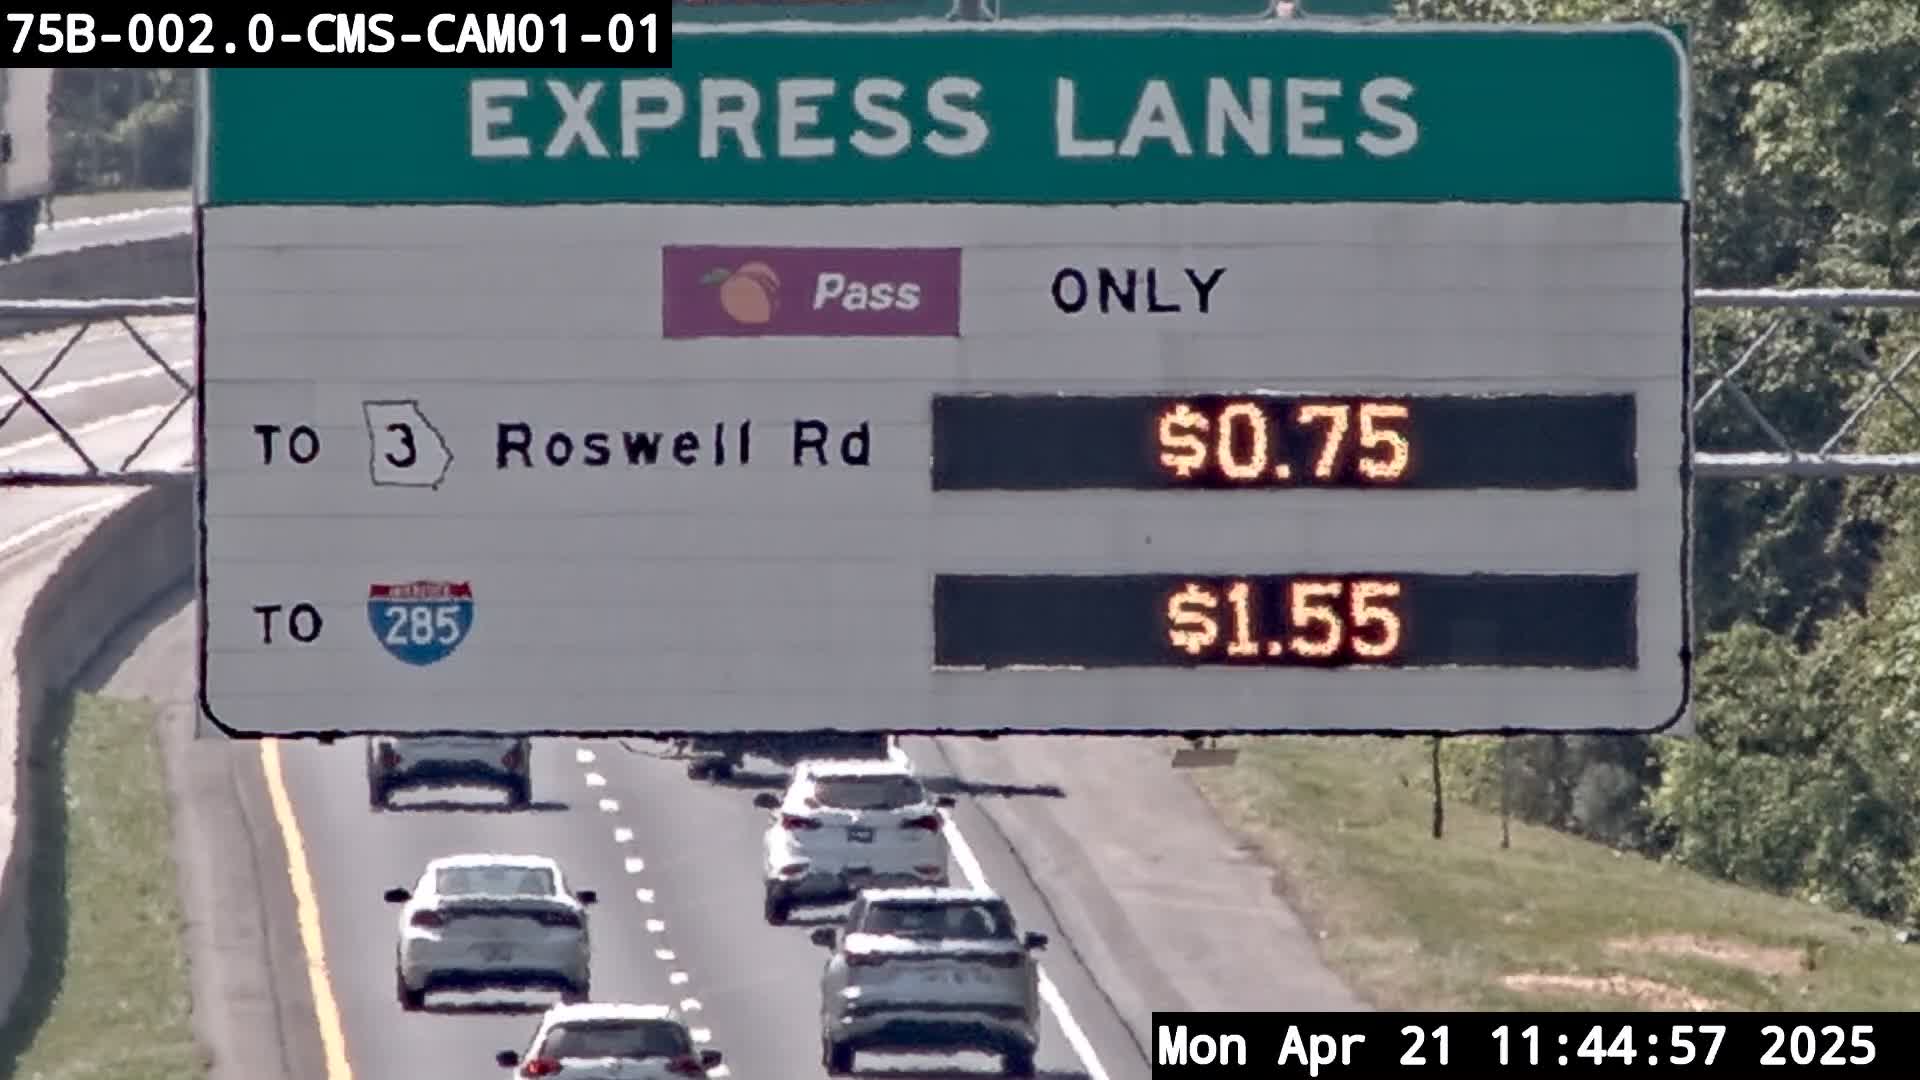 75B-002.0-CMS-CAM01-01
EXPRESS LANES
Pass ONLY
TO 3 Roswell Rd $0.75
TO INTERSTATE 285 $1.55
Mon Apr 21 11:44:57 2025